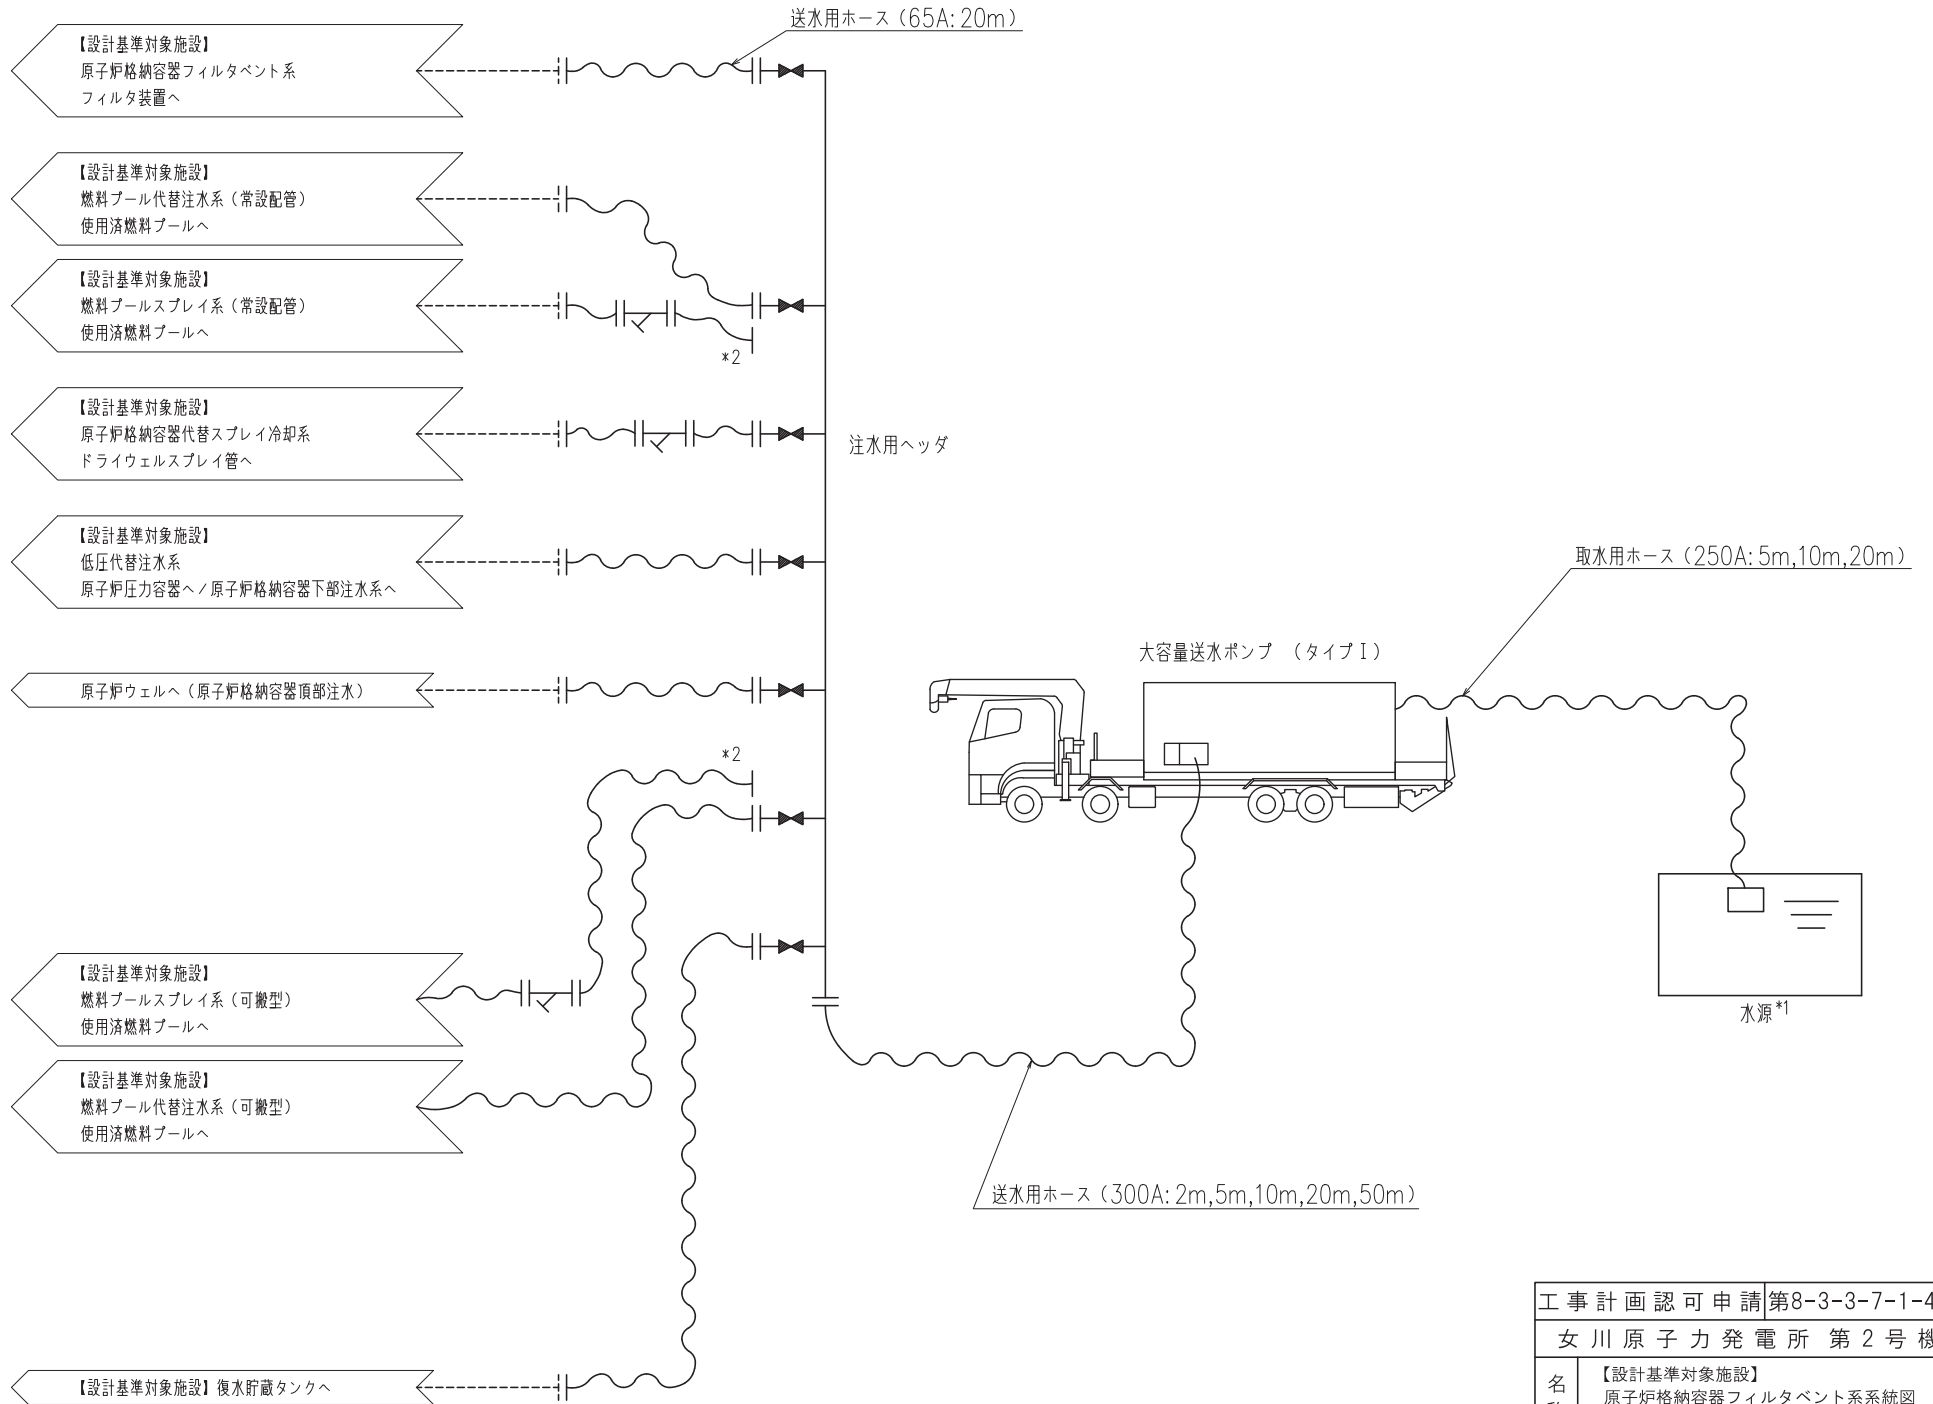 送水用ホース（65A：20m）
【設計基準対象施設】
原子炉格納容器フィルタベント系
フィルタ装置へ
【設計基準対象施設】
燃料プール代替注水系（常設配管）
使用済燃料プールへ
【設計基準対象施設】
燃料プールスプレイ系（常設配管）
使用済燃料プールへ
*2
【設計基準対象施設】
原子炉格納容器代替スプレイ冷却系
ドライウェルスプレイ管へ
注水用ヘッダ
【設計基準対象施設】
低圧代替注水系
原子炉圧力容器へ／原子炉格納容器下部注水系へ
取水用ホース（250A：5m,10m,20m）
大容量送水ポンプ （タイプⅠ）
原子炉ウェルへ（原子炉格納容器頂部注水）
*2
【設計基準対象施設】
燃料プールスプレイ系（可搬型）
使用済燃料プールへ
水源*1
【設計基準対象施設】
燃料プール代替注水系（可搬型）
使用済燃料プールへ
送水用ホース（300A：2m,5m,10m,20m,50m）
【設計基準対象施設】復水貯蔵タンクへ
工事計画認可申請 第8-3-3-7-1-4
女川原子力発電所 第2号機
名
【設計基準対象施設】
原子炉格納容器フィルタベント系系統図